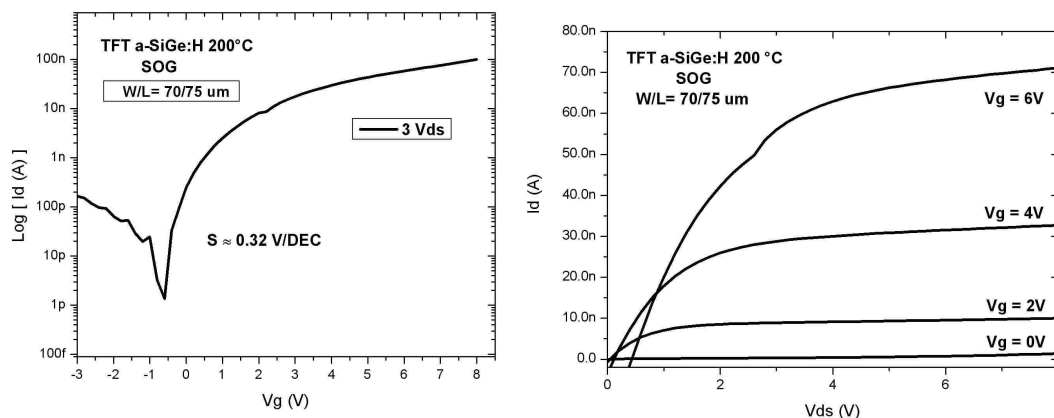 TFT a-SiGe:H 200°C
SOG
W/L= 70/75 um
3 Vds
S ≈ 0.32 V/DEC
Log [ Id (A) ]
100n
10n
1n
100p
10p
1p
100f
-3 -2 -1 0 1 2 3 4 5 6 7 8
Vg (V)
TFT a-SiGe:H 200 °C
SOG
W/L= 70/75 um
Vg = 6V
Vg = 4V
Vg = 2V
Vg = 0V
Id (A)
80.0n
70.0n
60.0n
50.0n
40.0n
30.0n
20.0n
10.0n
0.0
0 2 4 6
Vds (V)